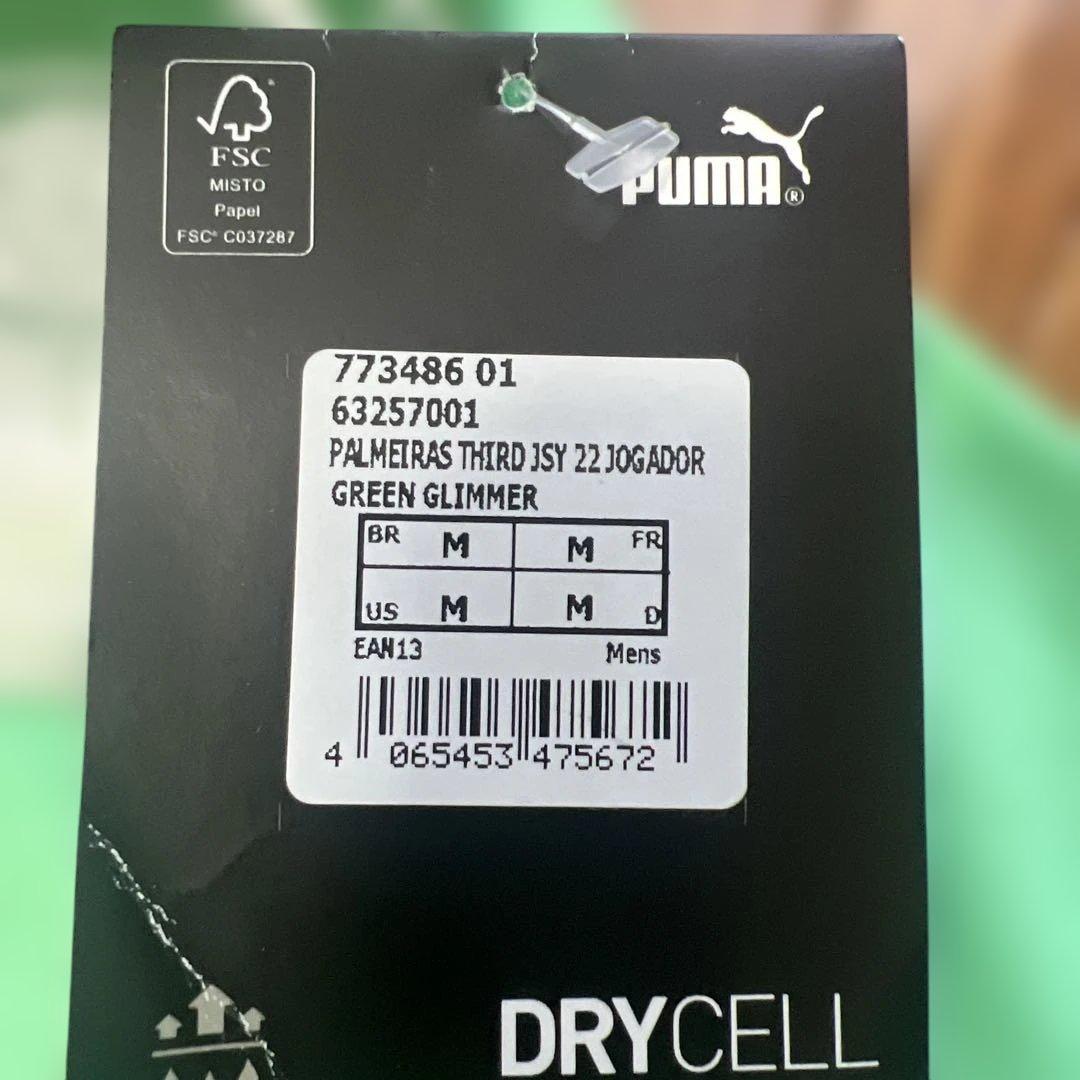 FSC
MISTO
Papel
FSC® C037287
PUMA®
773486 01
63257001
PALMEIRAS THIRD JSY 22 JOGADOR
GREEN GLIMMER
BR M M FR
US M M D
EAN13 Mens
4 065453 475672
DRYCELL